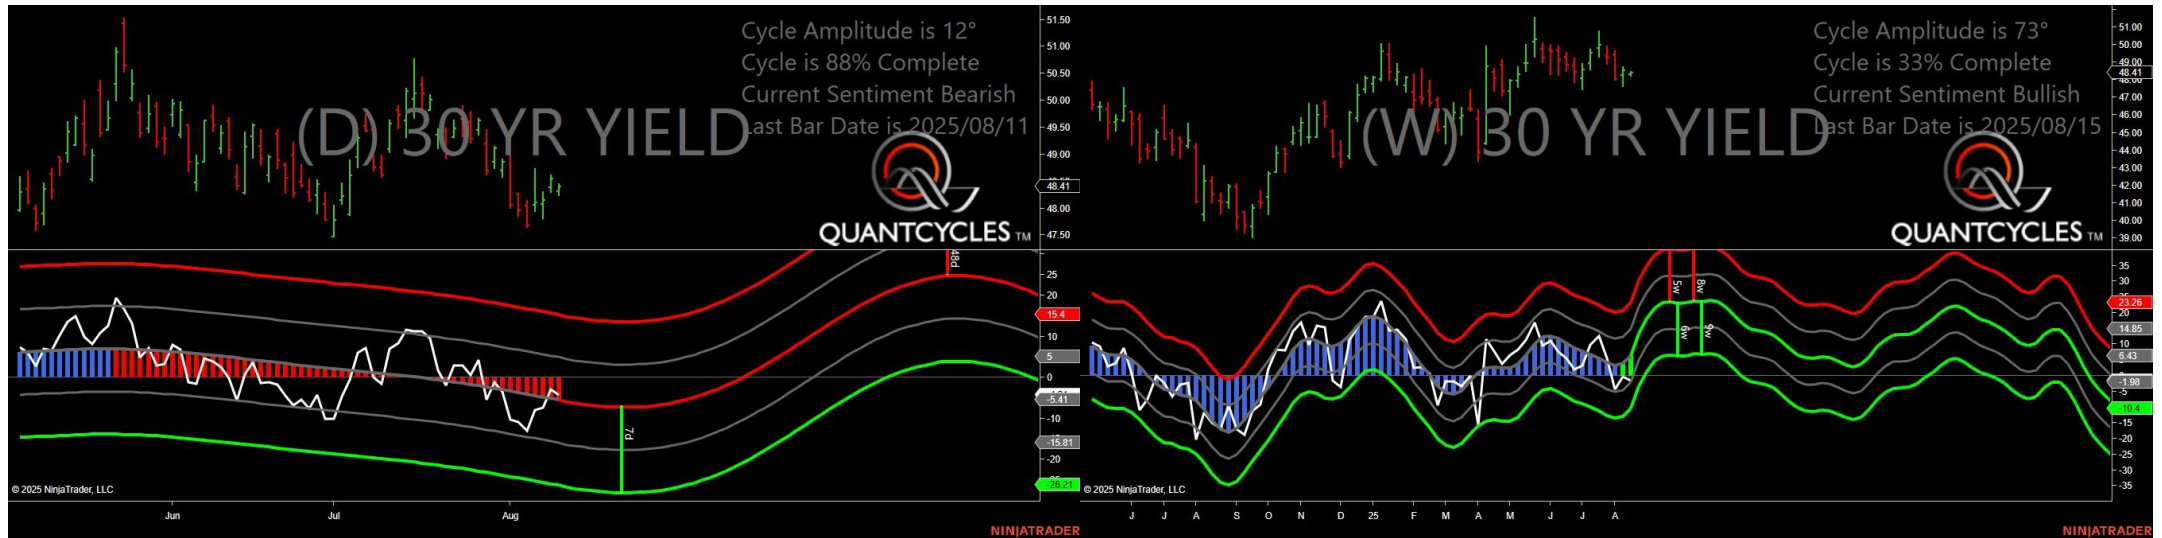 Cycle Amplitude is 12°
Cycle is 88% Complete
Current Sentiment Bearish
Last Bar Date is 2025/08/11
(D) 30 YR YIELD
QUANTCYCLES TM
51.50
51.00
50.50
50.00
49.50
49.00
48.41
48.00
47.50
48d
25
20
15.4
10
5
0
-5.41
-10
-15.81
-20
-26.21
7d
© 2025 NinjaTrader, LLC
Jun
Jul
Aug
NINJATRADER
Cycle Amplitude is 73°
Cycle is 33% Complete
Current Sentiment Bullish
Last Bar Date is 2025/08/15
(W) 30 YR YIELD
QUANTCYCLES TM
51.00
50.00
49.00
48.41
47.00
46.00
45.00
44.00
43.00
42.00
41.00
40.00
39.00
5w
8w
6w
9w
35
30
23.26
20
14.85
10
6.43
-1.98
-5
-10.4
-15
-20
-25
-30
-35
© 2025 NinjaTrader, LLC
J
J
A
S
O
N
D
25
F
M
A
M
J
J
A
NINJATRADER